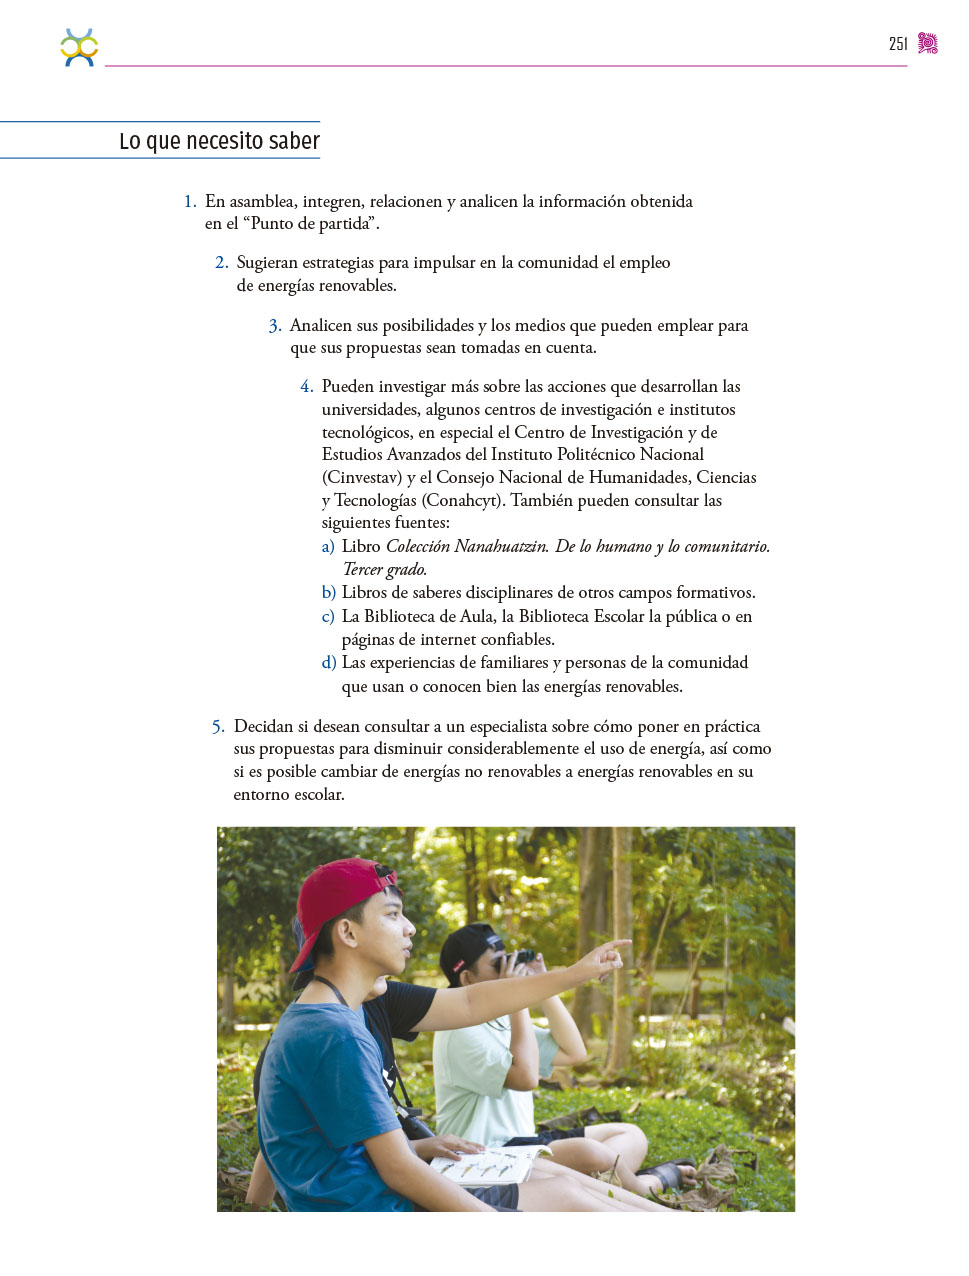 251
Lo que necesito saber
1. En asamblea, integren, relacionen y analicen la información obtenida
en el “Punto de partida”.
2. Sugieran estrategias para impulsar en la comunidad el empleo
de energías renovables.
3. Analicen sus posibilidades y los medios que pueden emplear para
que sus propuestas sean tomadas en cuenta.
4. Pueden investigar más sobre las acciones que desarrollan las
universidades, algunos centros de investigación e institutos
tecnológicos, en especial el Centro de Investigación y de
Estudios Avanzados del Instituto Politécnico Nacional
(Cinvestav) y el Consejo Nacional de Humanidades, Ciencias
y Tecnologías (Conahcyt). También pueden consultar las
siguientes fuentes:
a) Libro Colección Nanahuatzin. De lo humano y lo comunitario.
Tercer grado.
b) Libros de saberes disciplinares de otros campos formativos.
c) La Biblioteca de Aula, la Biblioteca Escolar la pública o en
páginas de internet confiables.
d) Las experiencias de familiares y personas de la comunidad
que usan o conocen bien las energías renovables.
5. Decidan si desean consultar a un especialista sobre cómo poner en práctica
sus propuestas para disminuir considerablemente el uso de energía, así como
si es posible cambiar de energías no renovables a energías renovables en su
entorno escolar.